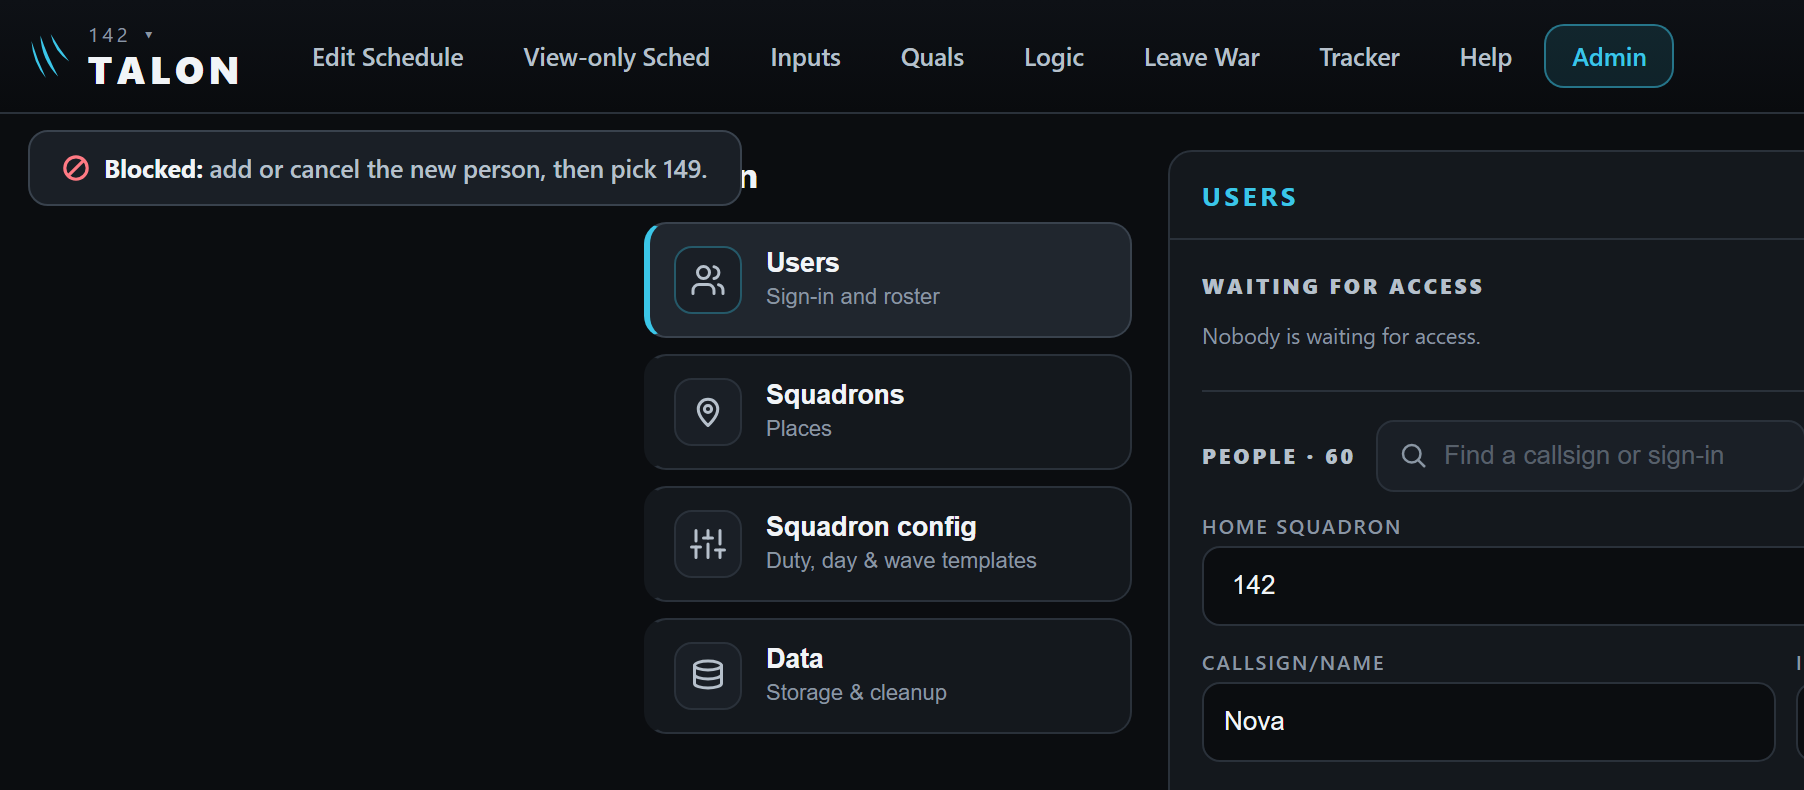 142 ▾
TALON
Edit Schedule
View-only Sched
Inputs
Quals
Logic
Leave War
Tracker
Help
Admin
Blocked: add or cancel the new person, then pick 149.
n
Users
Sign-in and roster
Squadrons
Places
Squadron config
Duty, day & wave templates
Data
Storage & cleanup
USERS
WAITING FOR ACCESS
Nobody is waiting for access.
PEOPLE · 60
Find a callsign or sign-in
HOME SQUADRON
142
CALLSIGN/NAME
Nova